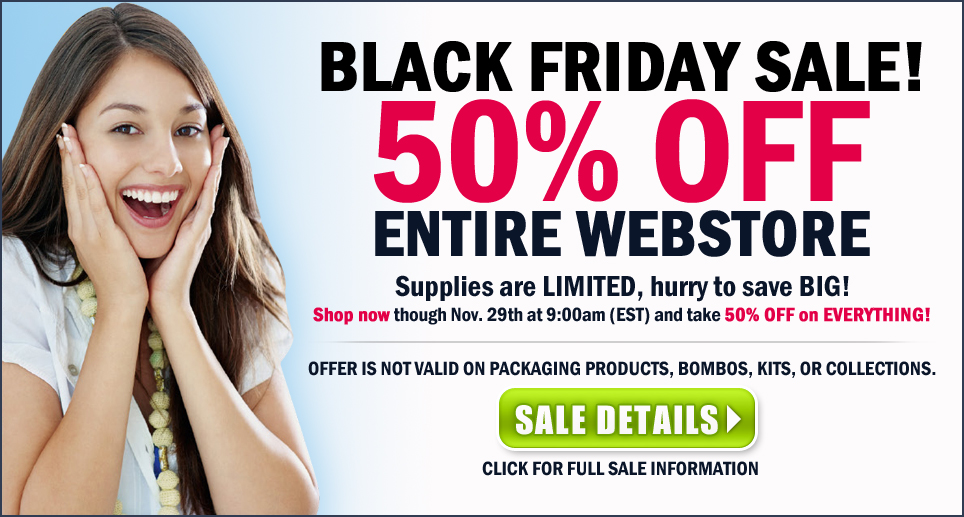 BLACK FRIDAY SALE!
50% OFF
ENTIRE WEBSTORE
Supplies are LIMITED, hurry to save BIG!
Shop now though Nov. 29th at 9:00am (EST) and take 50% OFF on EVERYTHING!
OFFER IS NOT VALID ON PACKAGING PRODUCTS, BOMBOS, KITS, OR COLLECTIONS.
SALE DETAILS
CLICK FOR FULL SALE INFORMATION